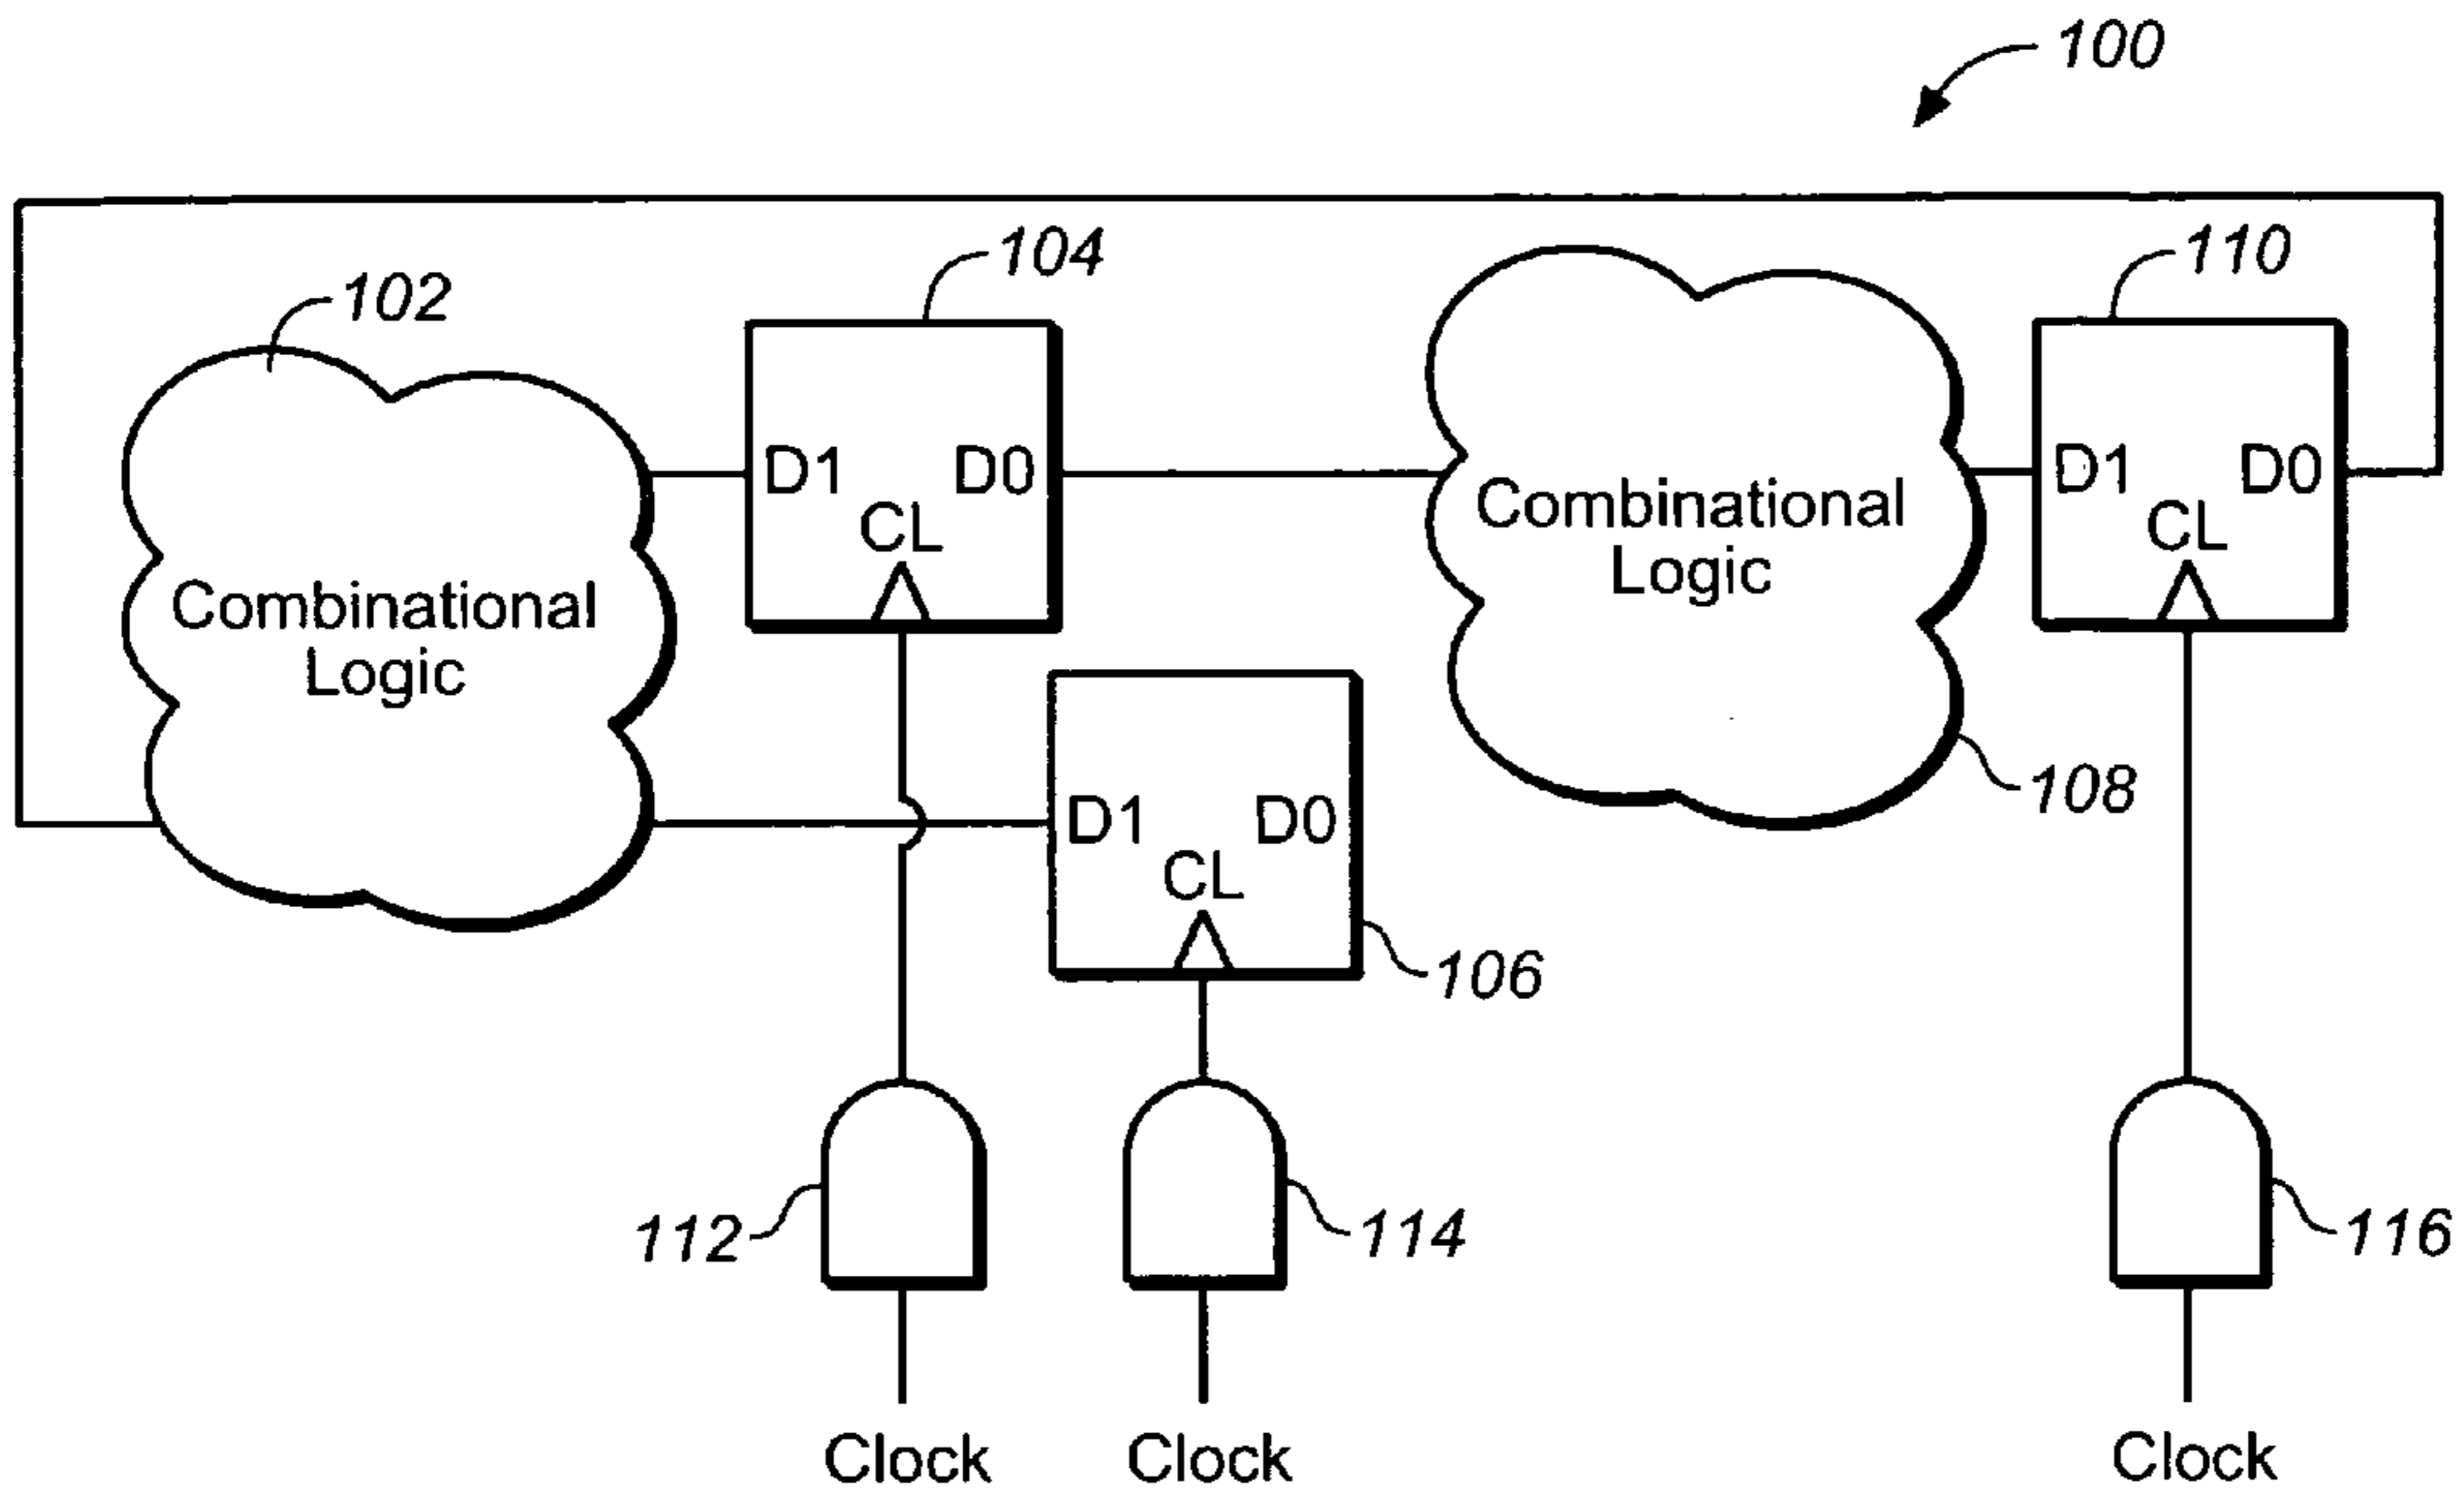 100
104
110
102
D1 D0
CL
Combinational
Logic
D1 D0
CL
Combinational
Logic
108
D1 D0
CL
106
112
114
116
Clock
Clock
Clock